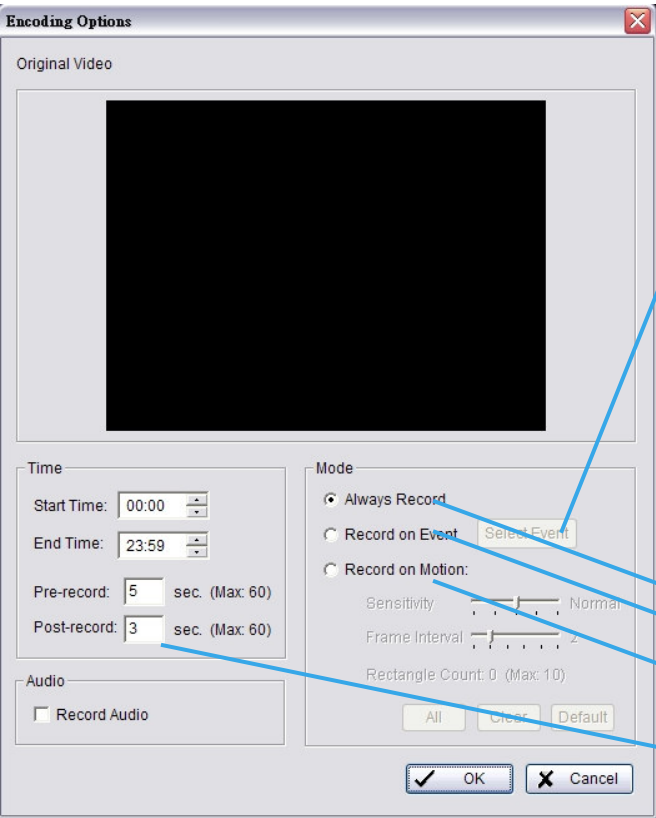 Encoding Options
Original Video
Time
Start Time: 00:00
End Time: 23:59
Pre-record: 5 sec. (Max: 60)
Post-record: 3 sec. (Max: 60)
Audio
Record Audio
Mode
Always Record
Record on Event Select Event
Record on Motion:
Sensitivity Normal
Frame Interval 2
Rectangle Count: 0 (Max: 10)
All Clear Default
OK Cancel